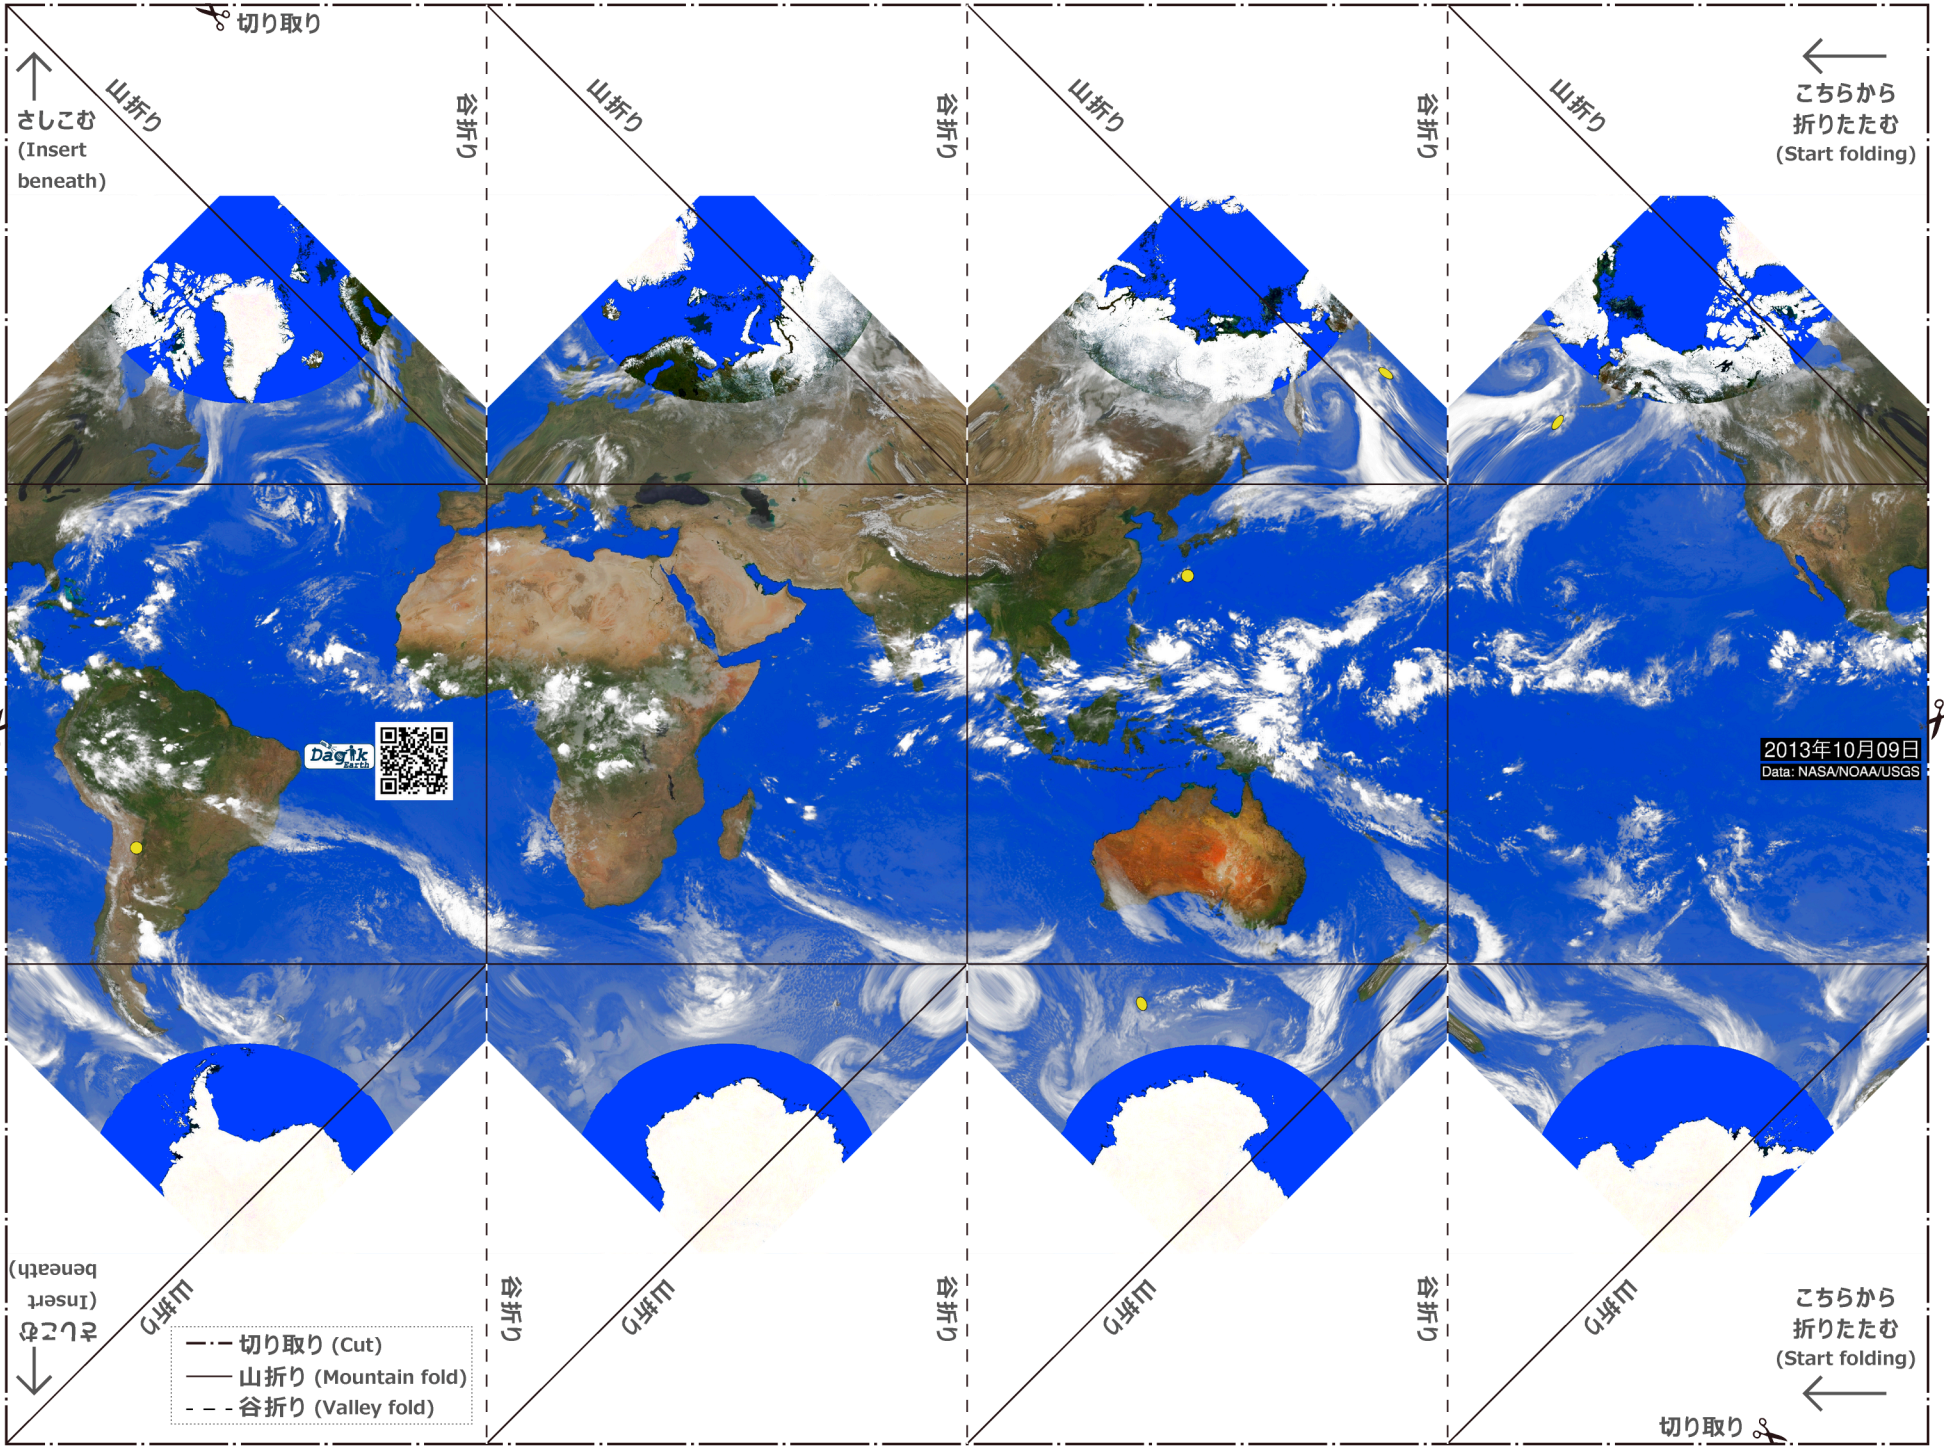 切り取り
山折り
谷折り
山折り
谷折り
山折り
谷折り
山折り
さしこむ
(Insert
beneath)
こちらから
折りたたむ
(Start folding)
Dagik
Earth
2013年10月09日
Data: NASA/NOAA/USGS
さしこむ
(Insert
beneath)
山折り
谷折り
山折り
谷折り
山折り
谷折り
山折り
切り取り (Cut)
山折り (Mountain fold)
谷折り (Valley fold)
こちらから
折りたたむ
(Start folding)
切り取り